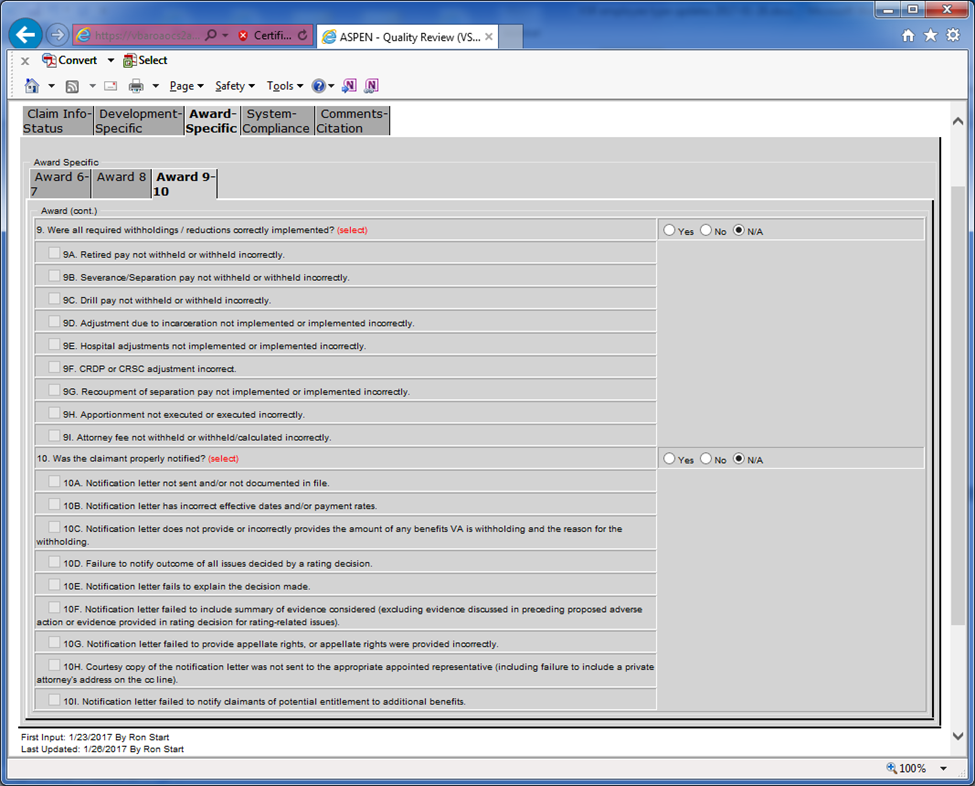 https://vbaroaocs2a... Certifi... ASPEN - Quality Review (VS...
x Convert Select
Page Safety Tools
Claim Info- Development- Award- System- Comments-
Status Specific Specific Compliance Citation
Award Specific
Award 6- Award 8 Award 9-
7 10
Award (cont.)
9. Were all required withholdings / reductions correctly implemented? (select) Yes No N/A
9A. Retired pay not withheld or withheld incorrectly.
9B. Severance/Separation pay not withheld or withheld incorrectly.
9C. Drill pay not withheld or withheld incorrectly.
9D. Adjustment due to incarceration not implemented or implemented incorrectly.
9E. Hospital adjustments not implemented or implemented incorrectly.
9F. CRDP or CRSC adjustment incorrect.
9G. Recoupment of separation pay not implemented or implemented incorrectly.
9H. Apportionment not executed or executed incorrectly.
9I. Attorney fee not withheld or withheld/calculated incorrectly.
10. Was the claimant properly notified? (select) Yes No N/A
10A. Notification letter not sent and/or not documented in file.
10B. Notification letter has incorrect effective dates and/or payment rates.
10C. Notification letter does not provide or incorrectly provides the amount of any benefits VA is withholding and the reason for the
withholding.
10D. Failure to notify outcome of all issues decided by a rating decision.
10E. Notification letter fails to explain the decision made.
10F. Notification letter failed to include summary of evidence considered (excluding evidence discussed in preceding proposed adverse
action or evidence provided in rating decision for rating-related issues).
10G. Notification letter failed to provide appellate rights, or appellate rights were provided incorrectly.
10H. Courtesy copy of the notification letter was not sent to the appropriate appointed representative (including failure to include a private
attorney's address on the cc line).
10I. Notification letter failed to notify claimants of potential entitlement to additional benefits.
First Input: 1/23/2017 By Ron Start
Last Updated: 1/26/2017 By Ron Start
100%